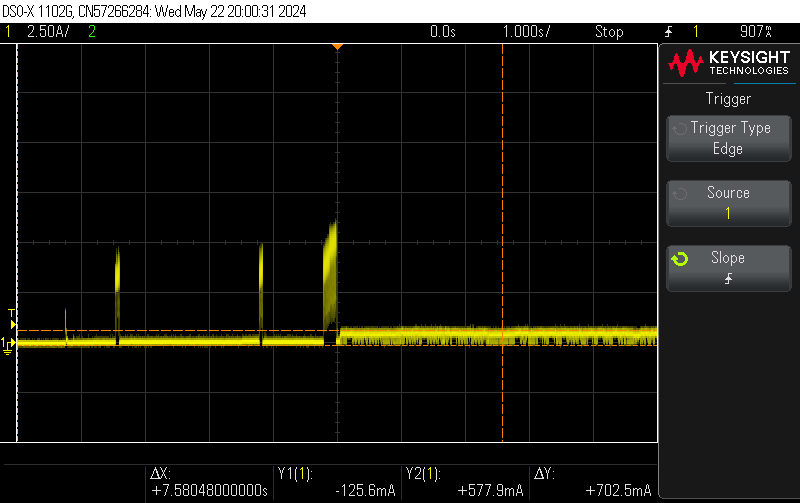 DSO-X 1102G, CN57266284: Wed May 22 20:00:31 2024
1 2.50A/ 2 0.0s 1.000s/ Stop 1 907%
KEYSIGHT
TECHNOLOGIES
Trigger
Trigger Type
Edge
Source
1
Slope
T
1
ΔX:
+7.58048000000s
Y1(1):
-125.6mA
Y2(1):
+577.9mA
ΔY:
+702.5mA